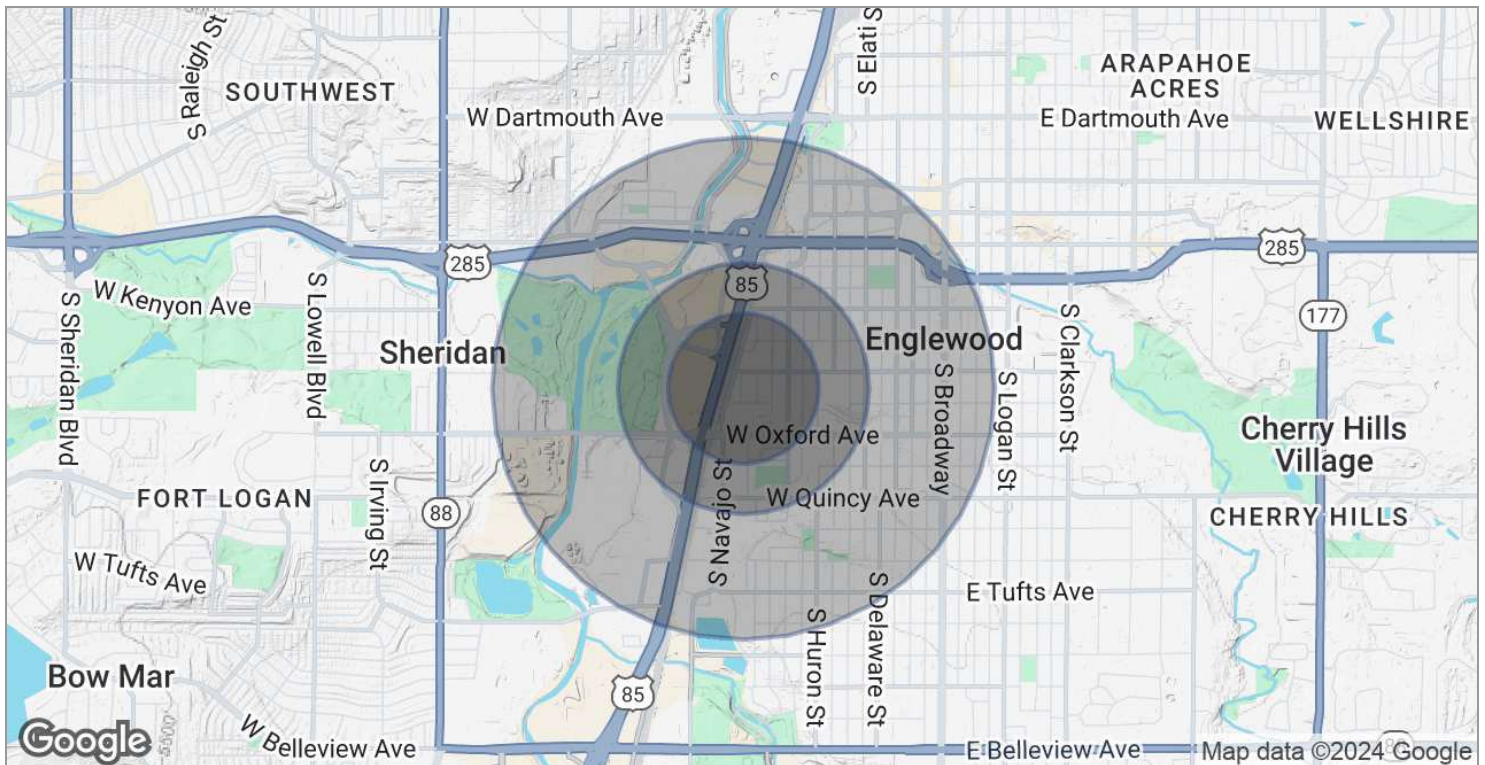 S Raleigh St
SOUTHWEST
W Dartmouth Ave
S Elati S
ARAPAHOE
ACRES
E Dartmouth Ave
WELLSHIRE
285
285
85
W Kenyon Ave
S Sheridan Blvd
S Lowell Blvd
Sheridan
Englewood
S Clarkson St
177
S Broadway
S Logan St
W Oxford Ave
Cherry Hills
Village
S Irving St
FORT LOGAN
88
S Navajo St
W Quincy Ave
CHERRY HILLS
W Tufts Ave
S Huron St
S Delaware St
E Tufts Ave
Bow Mar
85
Google
W Belleview Ave
E Belleview Ave
Map data ©2024 Google